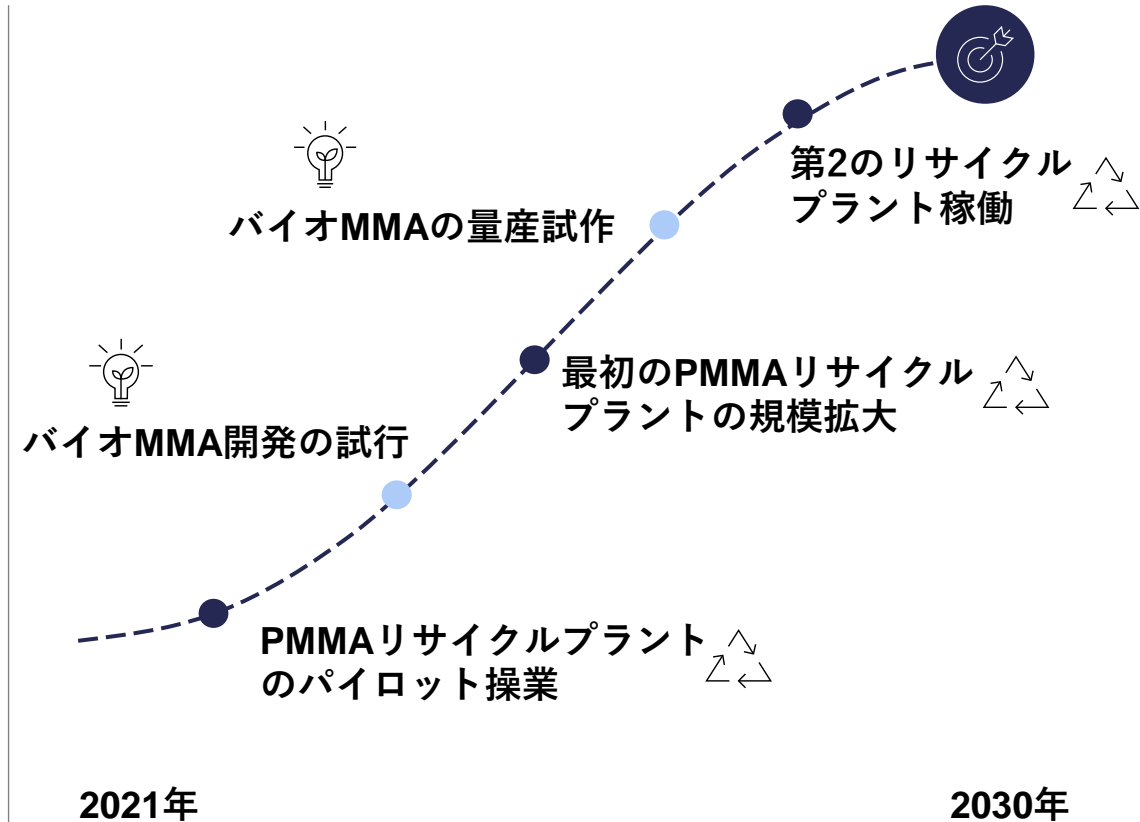 第2のリサイクル
プラント稼働
バイオMMAの量産試作
最初のPMMAリサイクル
プラントの規模拡大
バイオMMA開発の試行
PMMAリサイクルプラント
のパイロット操業
2021年
2030年